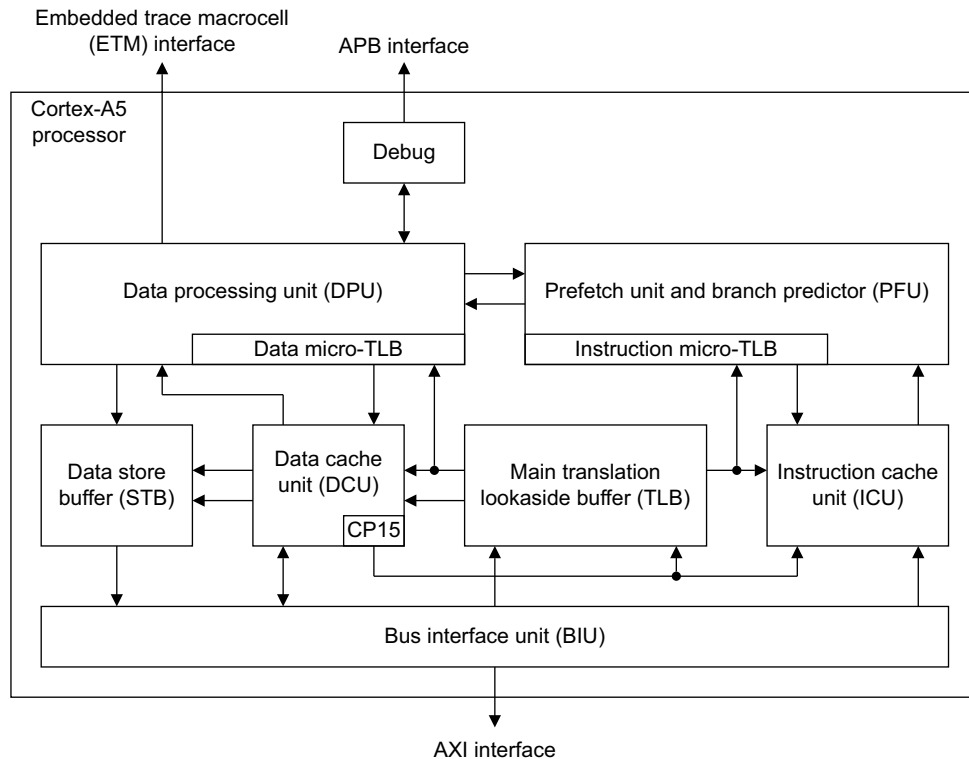 Embedded trace macrocell
(ETM) interface
APB interface
Cortex-A5
processor
Debug
Data processing unit (DPU)
Prefetch unit and branch predictor (PFU)
Data micro-TLB
Instruction micro-TLB
Data store
buffer (STB)
Data cache
unit (DCU)
CP15
Main translation
lookaside buffer (TLB)
Instruction cache
unit (ICU)
Bus interface unit (BIU)
AXI interface